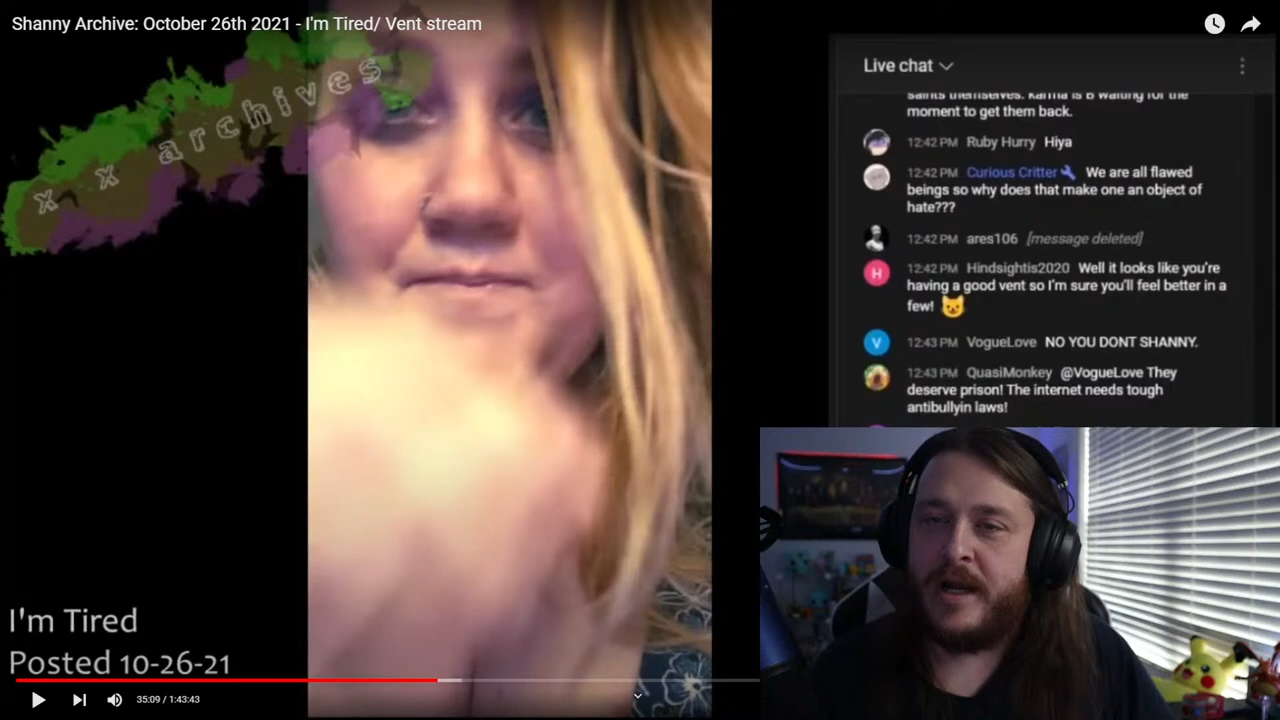 Shanny Archive: October 26th 2021 - I'm Tired/ Vent stream
x x archives
Live chat
saints themselves. Karma is B waiting for the
moment to get them back.
12:42 PM Ruby Hurry Hiya
12:42 PM Curious Critter We are all flawed
beings so why does that make one an object of
hate???
12:42 PM ares106 [message deleted]
H 12:42 PM Hindsightis2020 Well it looks like you're
having a good vent so I'm sure you'll feel better in a
few!
V 12:43 PM VogueLove NO YOU DONT SHANNY.
12:43 PM QuasiMonkey @VogueLove They
deserve prison! The internet needs tough
antibullyin laws!
I'm Tired
Posted 10-26-21
35:09 / 1:43:43